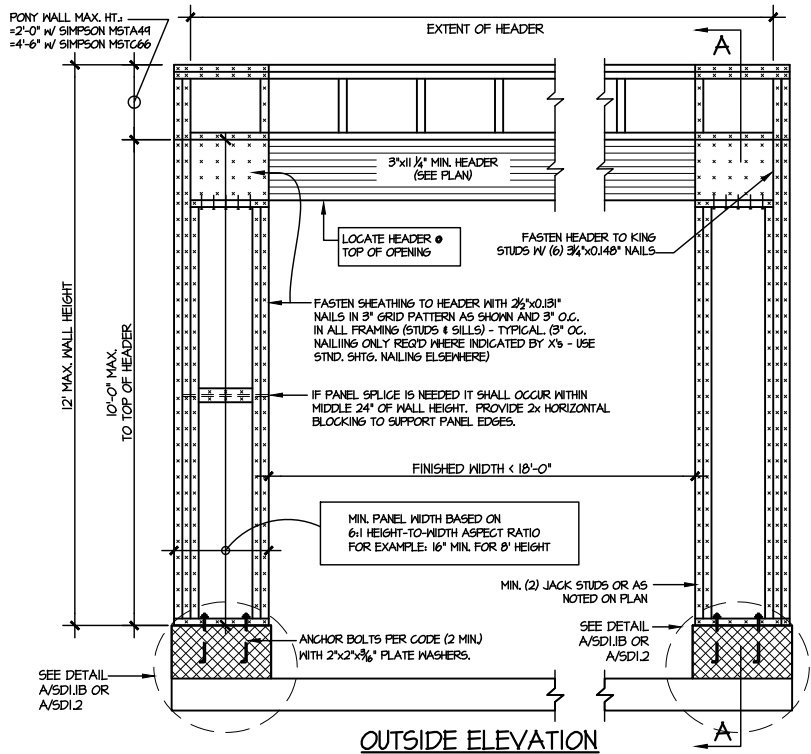 PONY WALL MAX. HT.:
=2'-0" W/ SIMPSON MSTA49
=4'-6" W/ SIMPSON MSTC66
EXTENT OF HEADER
A
3"x11 1/4" MIN. HEADER
(SEE PLAN)
LOCATE HEADER @
TOP OF OPENING
FASTEN HEADER TO KING
STUDS W/ (6) 3/4"x0.148" NAILS
FASTEN SHEATHING TO HEADER WITH 2½"x0.131"
NAILS IN 3" GRID PATTERN AS SHOWN AND 3" O.C.
IN ALL FRAMING (STUDS & SILLS) - TYPICAL. (3" OC.
NAILING ONLY REQ'D WHERE INDICATED BY X's - USE
STND. SHTG. NAILING ELSEWHERE)
12' MAX. WALL HEIGHT
10'-0" MAX.
TO TOP OF HEADER
IF PANEL SPLICE IS NEEDED IT SHALL OCCUR WITHIN
MIDDLE 24" OF WALL HEIGHT. PROVIDE 2x HORIZONTAL
BLOCKING TO SUPPORT PANEL EDGES.
FINISHED WIDTH < 18'-0"
MIN. PANEL WIDTH BASED ON
6:1 HEIGHT-TO-WIDTH ASPECT RATIO
FOR EXAMPLE: 16" MIN. FOR 8' HEIGHT
MIN. (2) JACK STUDS OR AS
NOTED ON PLAN
ANCHOR BOLTS PER CODE (2 MIN.)
WITH 2"x2"x3/16" PLATE WASHERS.
SEE DETAIL
A/SD1.1B OR
A/SD1.2
SEE DETAIL
A/SD1.1B OR
A/SD1.2
A
OUTSIDE ELEVATION